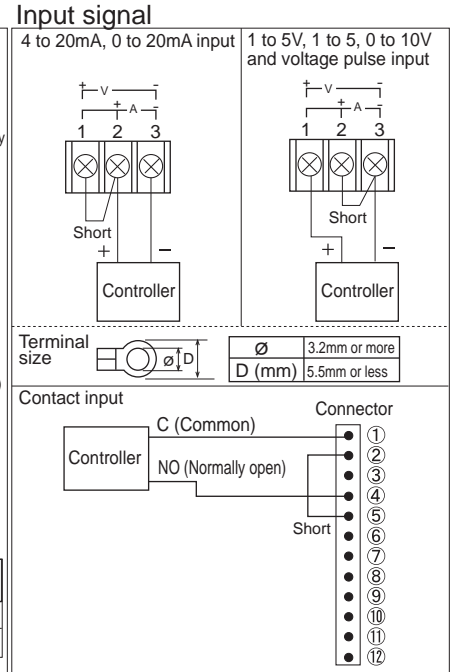 Input signal
4 to 20mA, 0 to 20mA input
+ V -
+ A -
1 2 3
Short
+ −
Controller
1 to 5V, 1 to 5, 0 to 10V
and voltage pulse input
+ V -
+ A -
1 2 3
Short
+ −
Controller
Terminal
size
ø D
Ø 3.2mm or more
D (mm) 5.5mm or less
Contact input
Connector
Controller
C (Common)
NO (Normally open)
Short
①
②
③
④
⑤
⑥
⑦
⑧
⑨
⑩
⑪
⑫